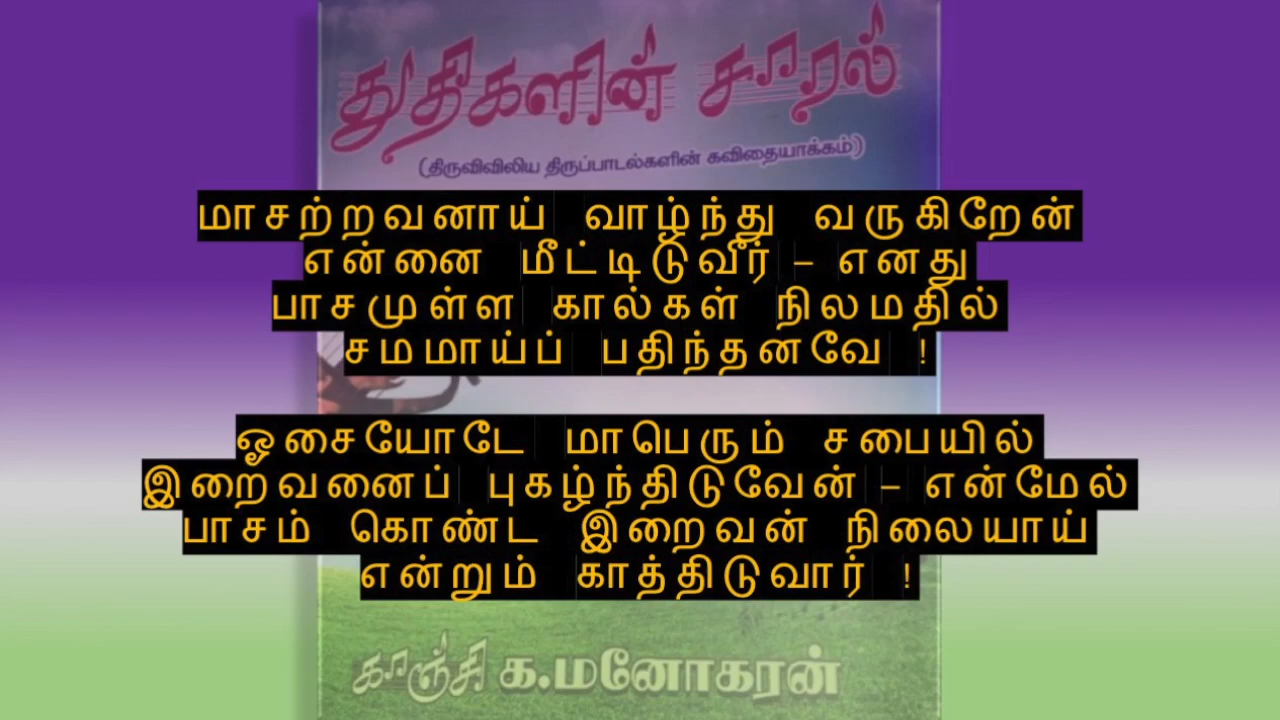 துதிகளின் சாரல்
(திருவிவிலிய திருப்பாடல்களின் கவிதையாக்கம்)
மாசற்றவனாய் வாழ்ந்து வருகிறேன்
என்னை மீட்டிடுவீர் – எனது
பாசமுள்ள கால்கள் நிலமதில்
சமமாய்ப் பதிந்தனவே !
ஓசையோடே மாபெரும் சபையில்
இறைவனைப் புகழ்ந்திடுவேன் – என்மேல்
பாசம் கொண்ட இறைவன் நிலையாய்
என்றும் காத்திடுவார் !
காஞ்சி க.மனோகரன்